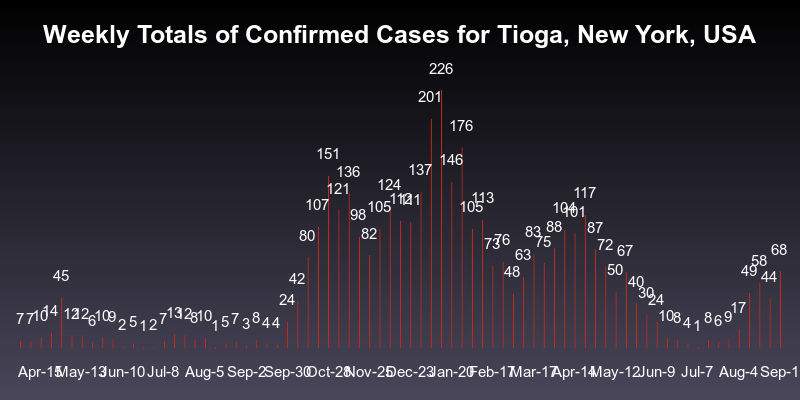 Weekly Totals of Confirmed Cases for Tioga, New York, USA
7 7 10 14 45 12 12 6 10 9 2 5 1 2 7 13 12 8 10 1 5 7 3 8 4 4 24 42 80 107 151 121 136 98 82 105 124 112 111 137 201 226 146 176 105 113 73 76 48 63 83 75 88 104 101 117 87 72 50 67 40 30 24 10 8 4 1 8 6 9 17 49 58 44 68
Apr-15 May-13 Jun-10 Jul-8 Aug-5 Sep-2 Sep-30 Oct-28 Nov-25 Dec-23 Jan-20 Feb-17 Mar-17 Apr-14 May-12 Jun-9 Jul-7 Aug-4 Sep-1